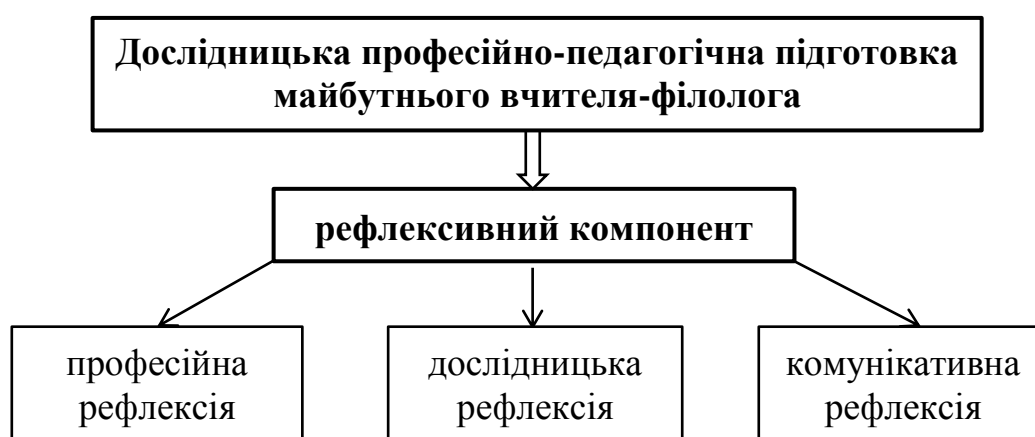 Дослідницька професійно-педагогічна підготовка
майбутнього вчителя-філолога
рефлексивний компонент
професійна
рефлексія
дослідницька
рефлексія
комунікативна
рефлексія